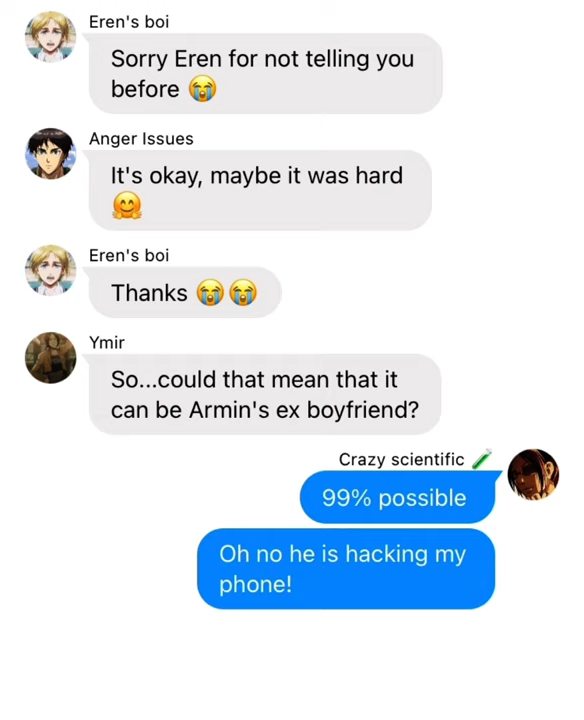 Eren's boi
Sorry Eren for not telling you
before 😭
Anger Issues
It's okay, maybe it was hard
🤗
Eren's boi
Thanks 😭😭
Ymir
So...could that mean that it
can be Armin's ex boyfriend?
Crazy scientific 🧪
99% possible
Oh no he is hacking my
phone!